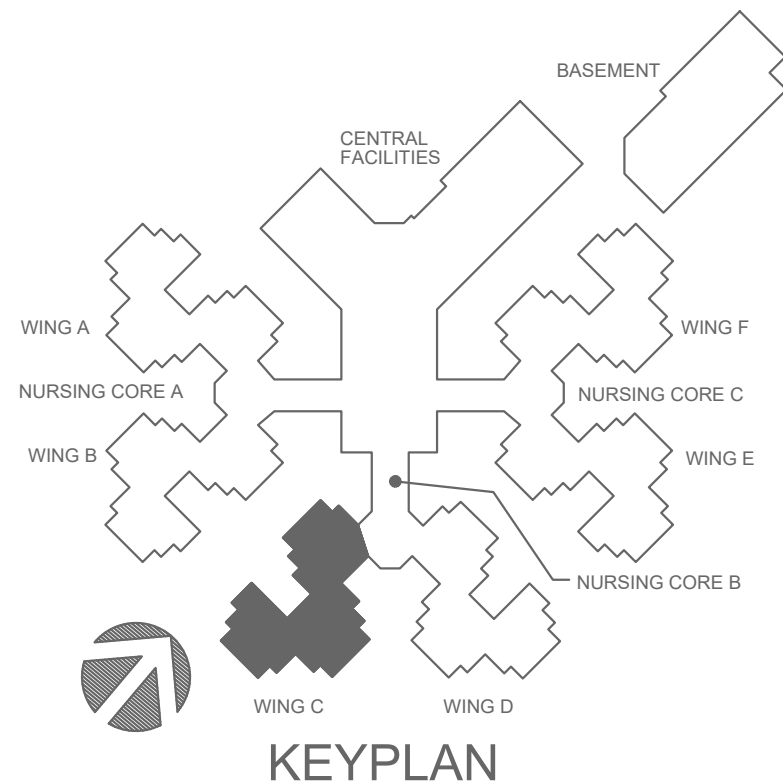 BASEMENT
CENTRAL
FACILITIES
WING A
WING F
NURSING CORE A
NURSING CORE C
WING B
WING E
NURSING CORE B
WING C
WING D
KEYPLAN